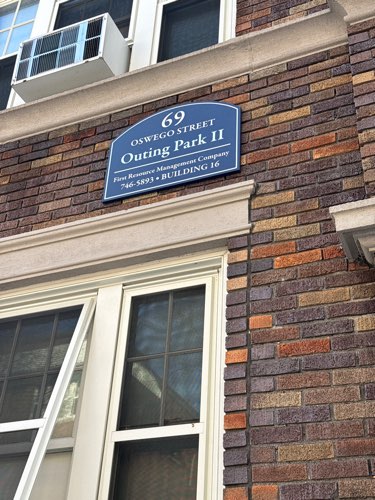 69
OSWEGO STREET
Outing Park II
First Resource Management Company
746-5893 • BUILDING 16